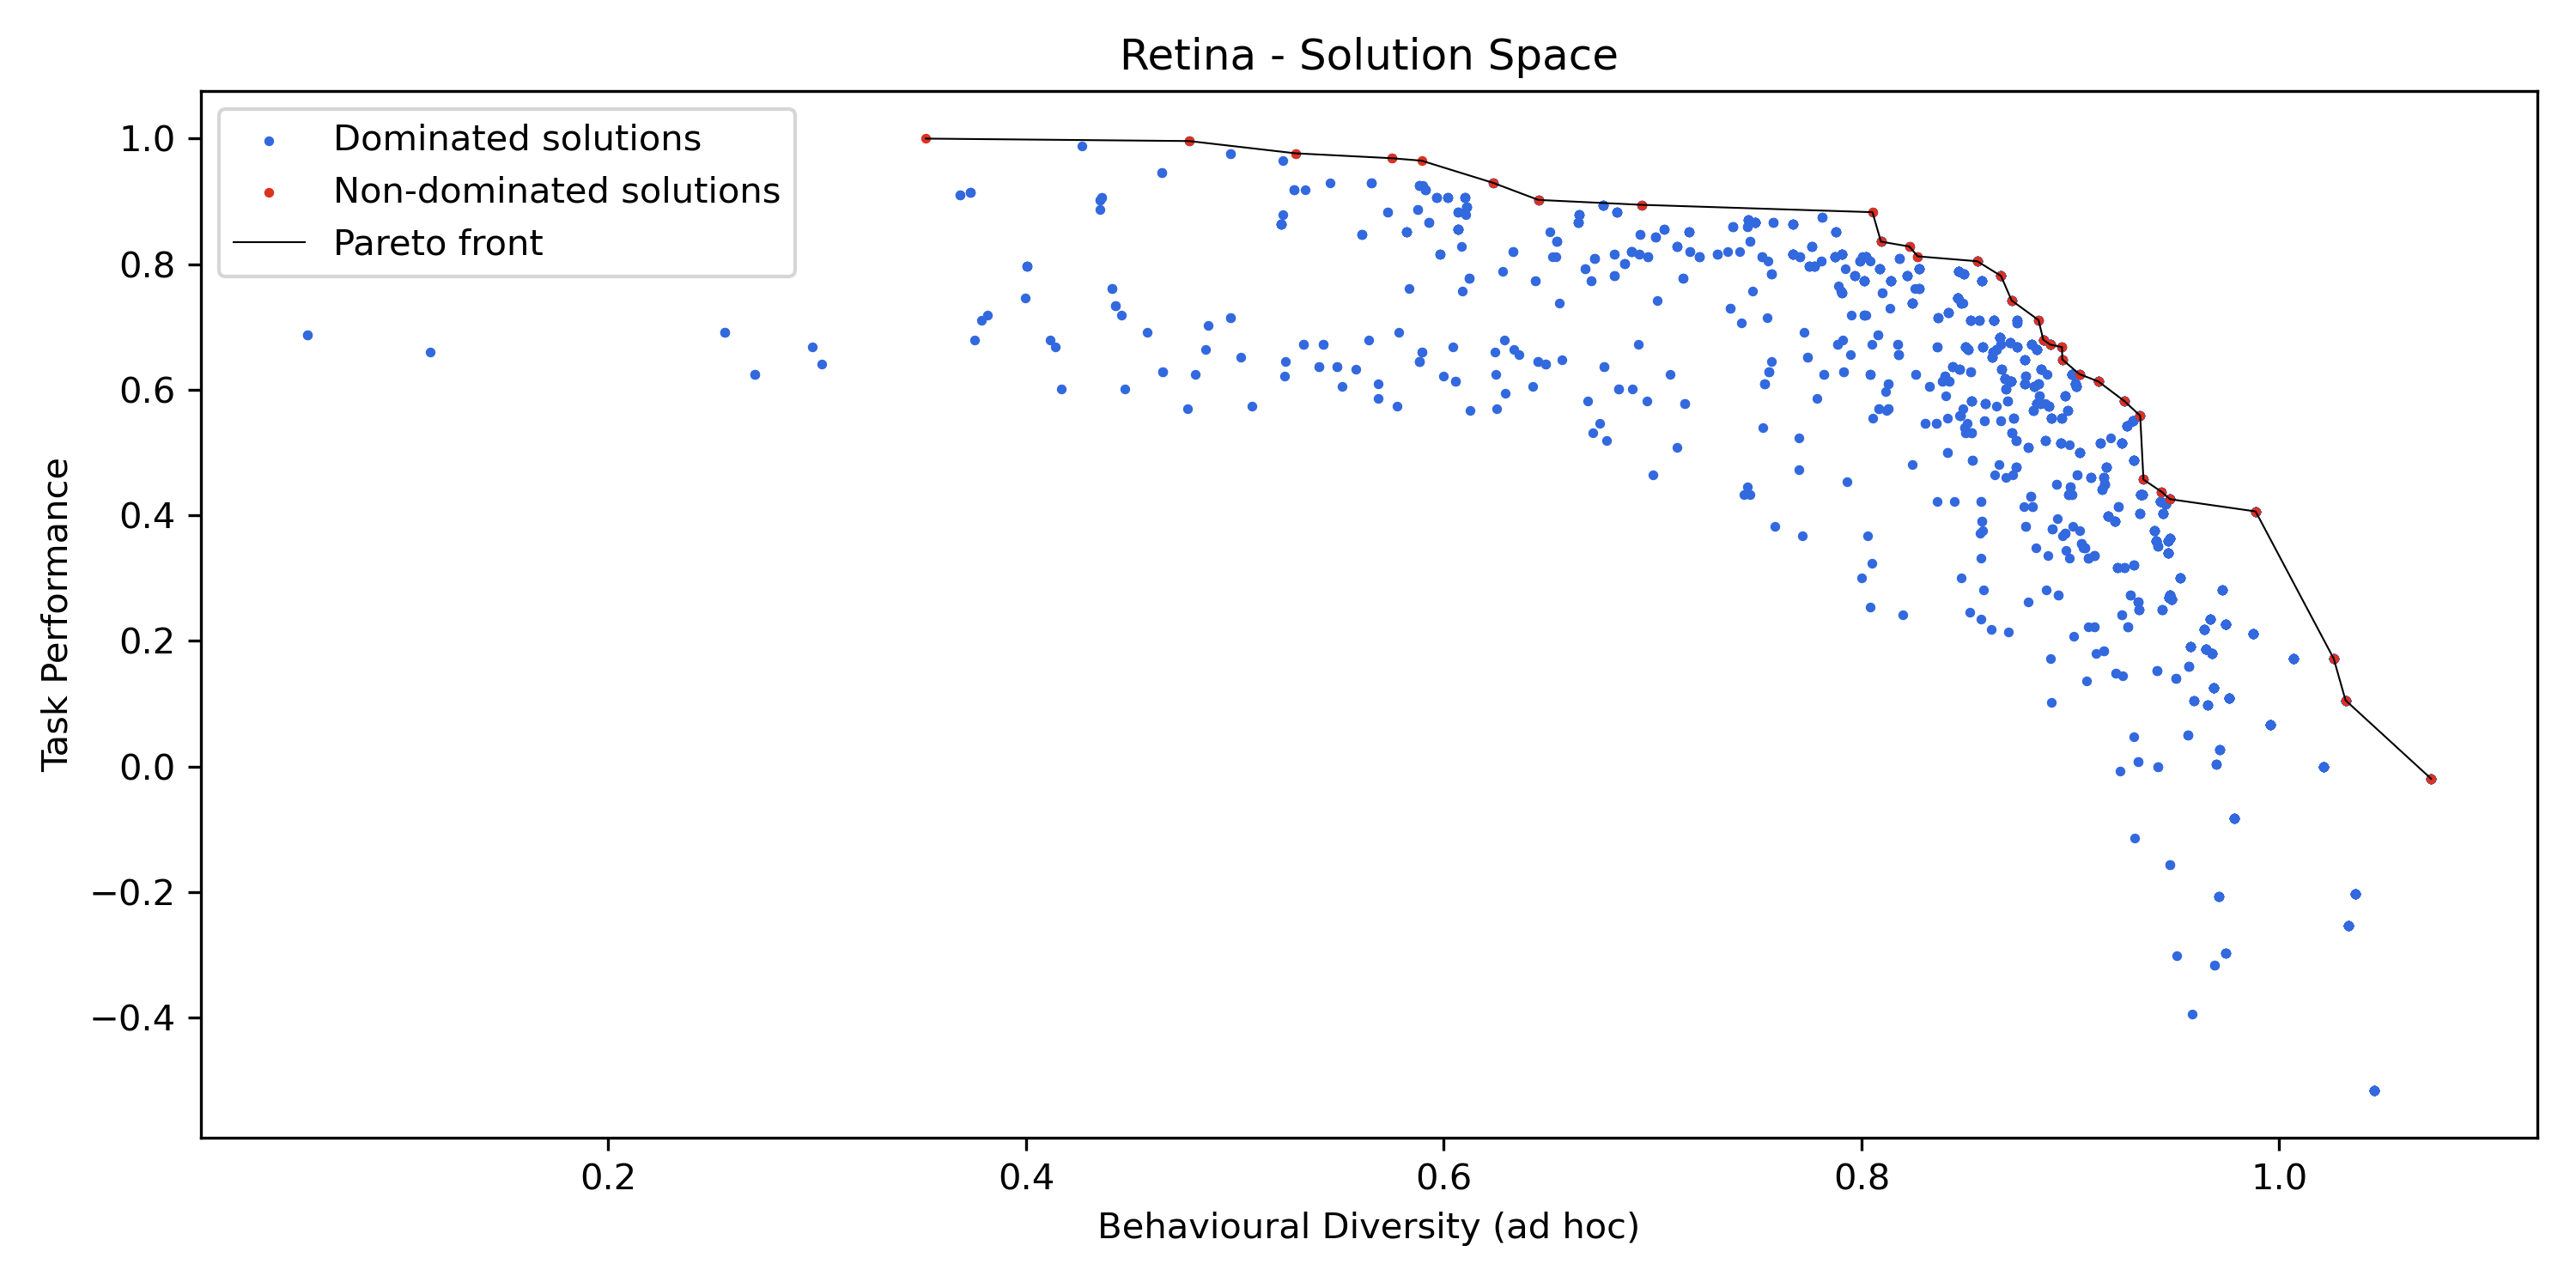 Retina - Solution Space
Dominated solutions
Non-dominated solutions
Pareto front
1.0
0.8
0.6
0.4
0.2
0.0
−0.2
−0.4
Task Performance
0.2
0.4
0.6
0.8
1.0
Behavioural Diversity (ad hoc)